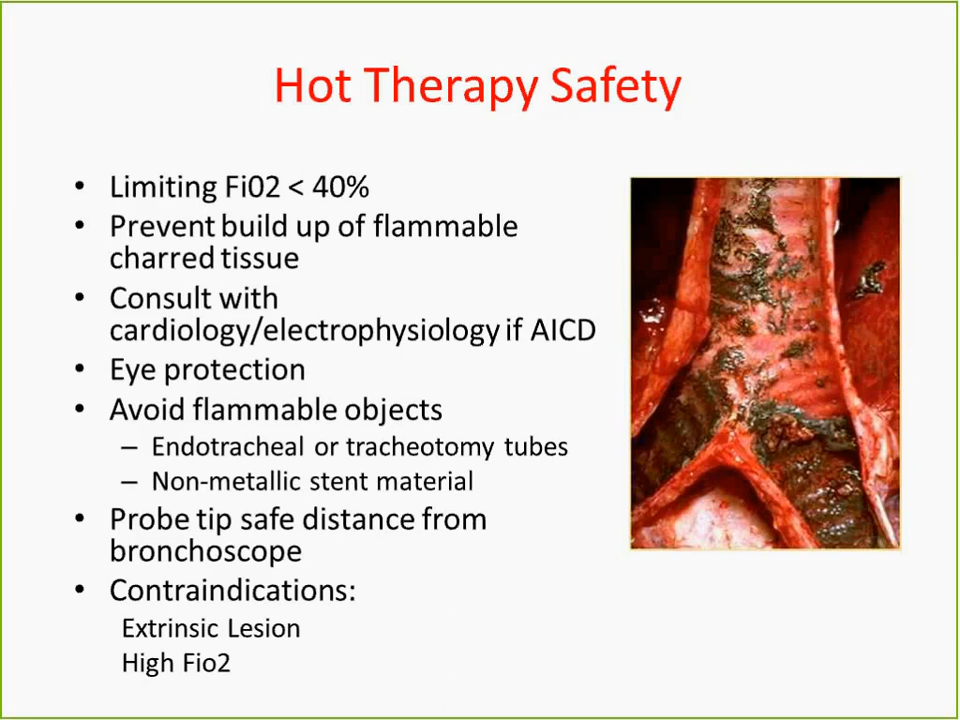 Hot Therapy Safety
• Limiting Fi02 < 40%
• Prevent build up of flammable
charred tissue
• Consult with
cardiology/electrophysiology if AICD
• Eye protection
• Avoid flammable objects
– Endotracheal or tracheotomy tubes
– Non-metallic stent material
• Probe tip safe distance from
bronchoscope
• Contraindications:
Extrinsic Lesion
High Fio2